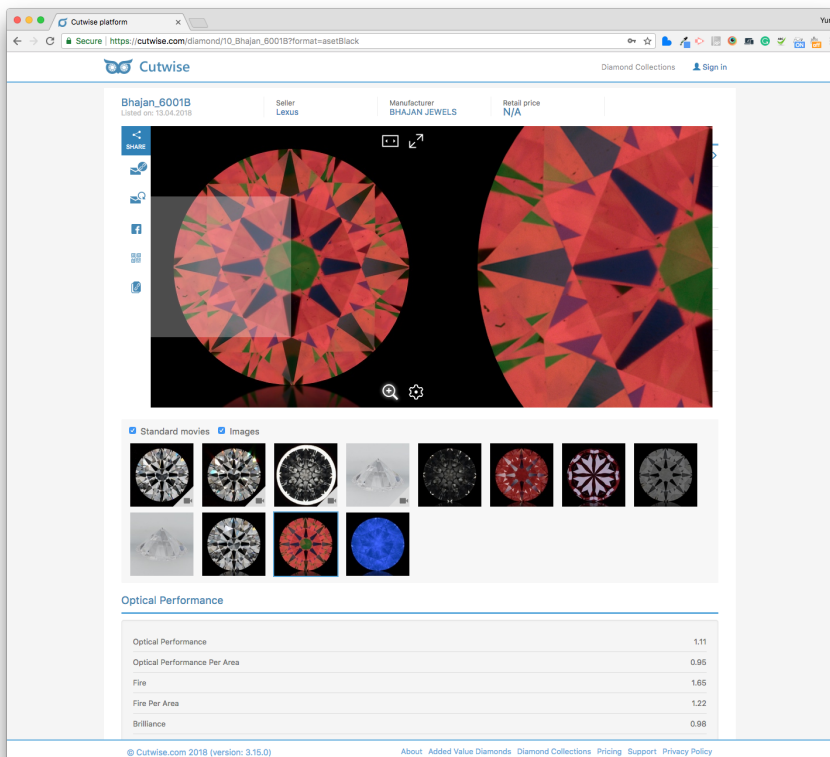 Cutwise platform
Secure https://cutwise.com/diamond/10_Bhajan_6001B?format=asetBlack
Cutwise
Diamond Collections
Sign in
Bhajan_6001B
Listed on: 13.04.2018
Seller
Lexus
Manufacturer
BHAJAN JEWELS
Retail price
N/A
SHARE
Standard movies
Images
Optical Performance
Optical Performance 1.11
Optical Performance Per Area 0.95
Fire 1.65
Fire Per Area 1.22
Brilliance 0.98
© Cutwise.com 2018 (version: 3.15.0)
About Added Value Diamonds Diamond Collections Pricing Support Privacy Policy